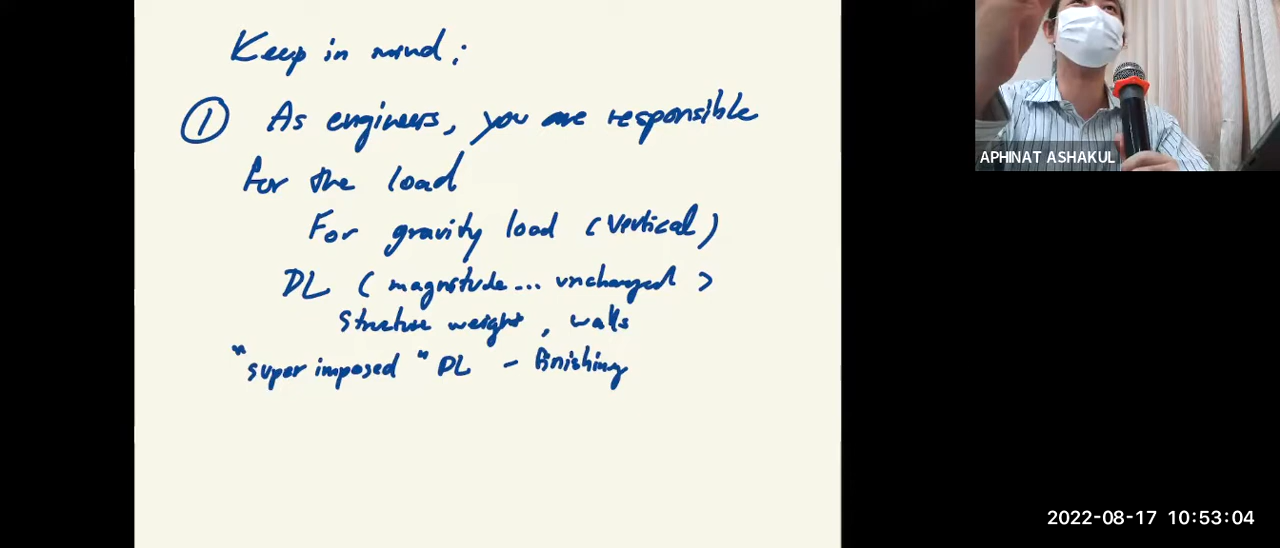 Keep in mind ;
① As engineers, you are responsible
for the load
For gravity load (vertical)
DL ( magnitude... unchanged )
Structure weight , walls
"super imposed" DL - finishing
APHINAT ASHAKUL
2022-08-17 10:53:04